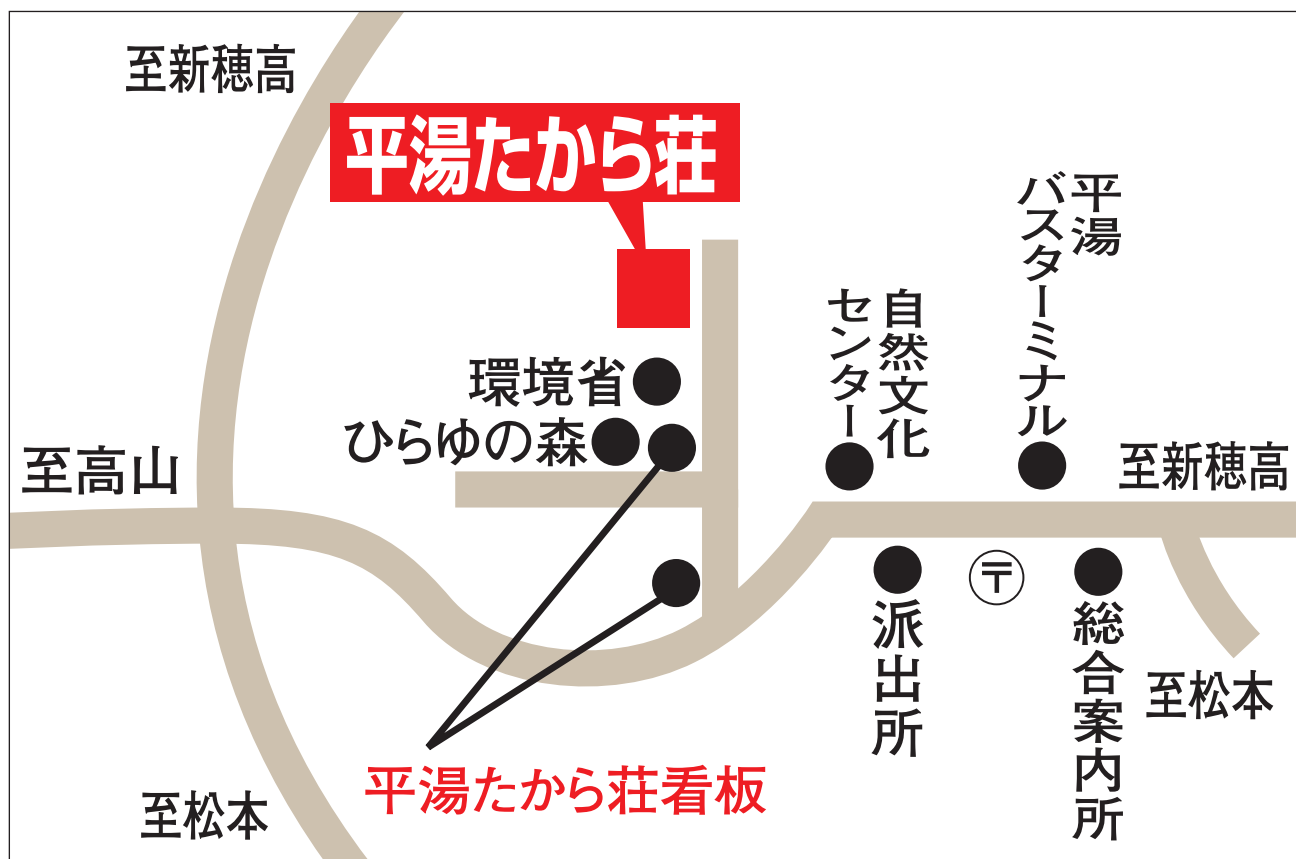 至新穂高
平湯たから荘
平湯
バスターミナル
自然文化
センター
環境省
ひらゆの森
至高山
至新穂高
〒
派出所
総合案内所
至松本
平湯たから荘看板
至松本